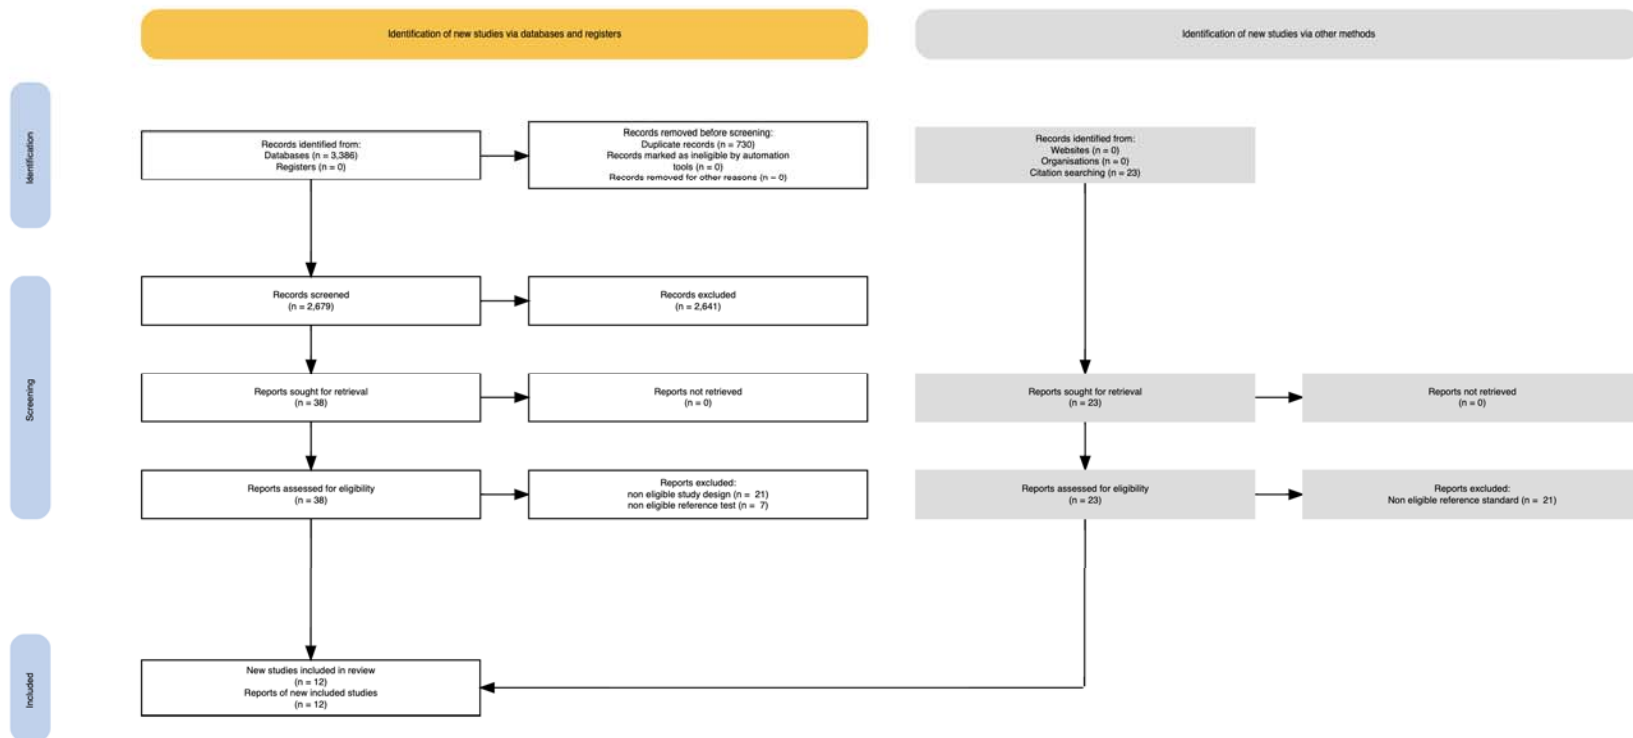 Identification of new studies via databases and registers
Identification of new studies via other methods
Identification
Records identified from:
Databases (n = 3,386)
Registers (n = 0)
Records removed before screening:
Duplicate records (n = 730)
Records marked as ineligible by automation
tools (n = 0)
Records removed for other reasons (n = 0)
Records identified from:
Websites (n = 0)
Organisations (n = 0)
Citation searching (n = 23)
Screening
Records screened
(n = 2,679)
Records excluded
(n = 2,641)
Reports sought for retrieval
(n = 38)
Reports not retrieved
(n = 0)
Reports sought for retrieval
(n = 23)
Reports not retrieved
(n = 0)
Reports assessed for eligibility
(n = 38)
Reports excluded:
non eligible study design (n = 21)
non eligible reference test (n = 7)
Reports assessed for eligibility
(n = 23)
Reports excluded:
Non eligible reference standard (n = 21)
Included
New studies included in review
(n = 12)
Reports of new included studies
(n = 12)